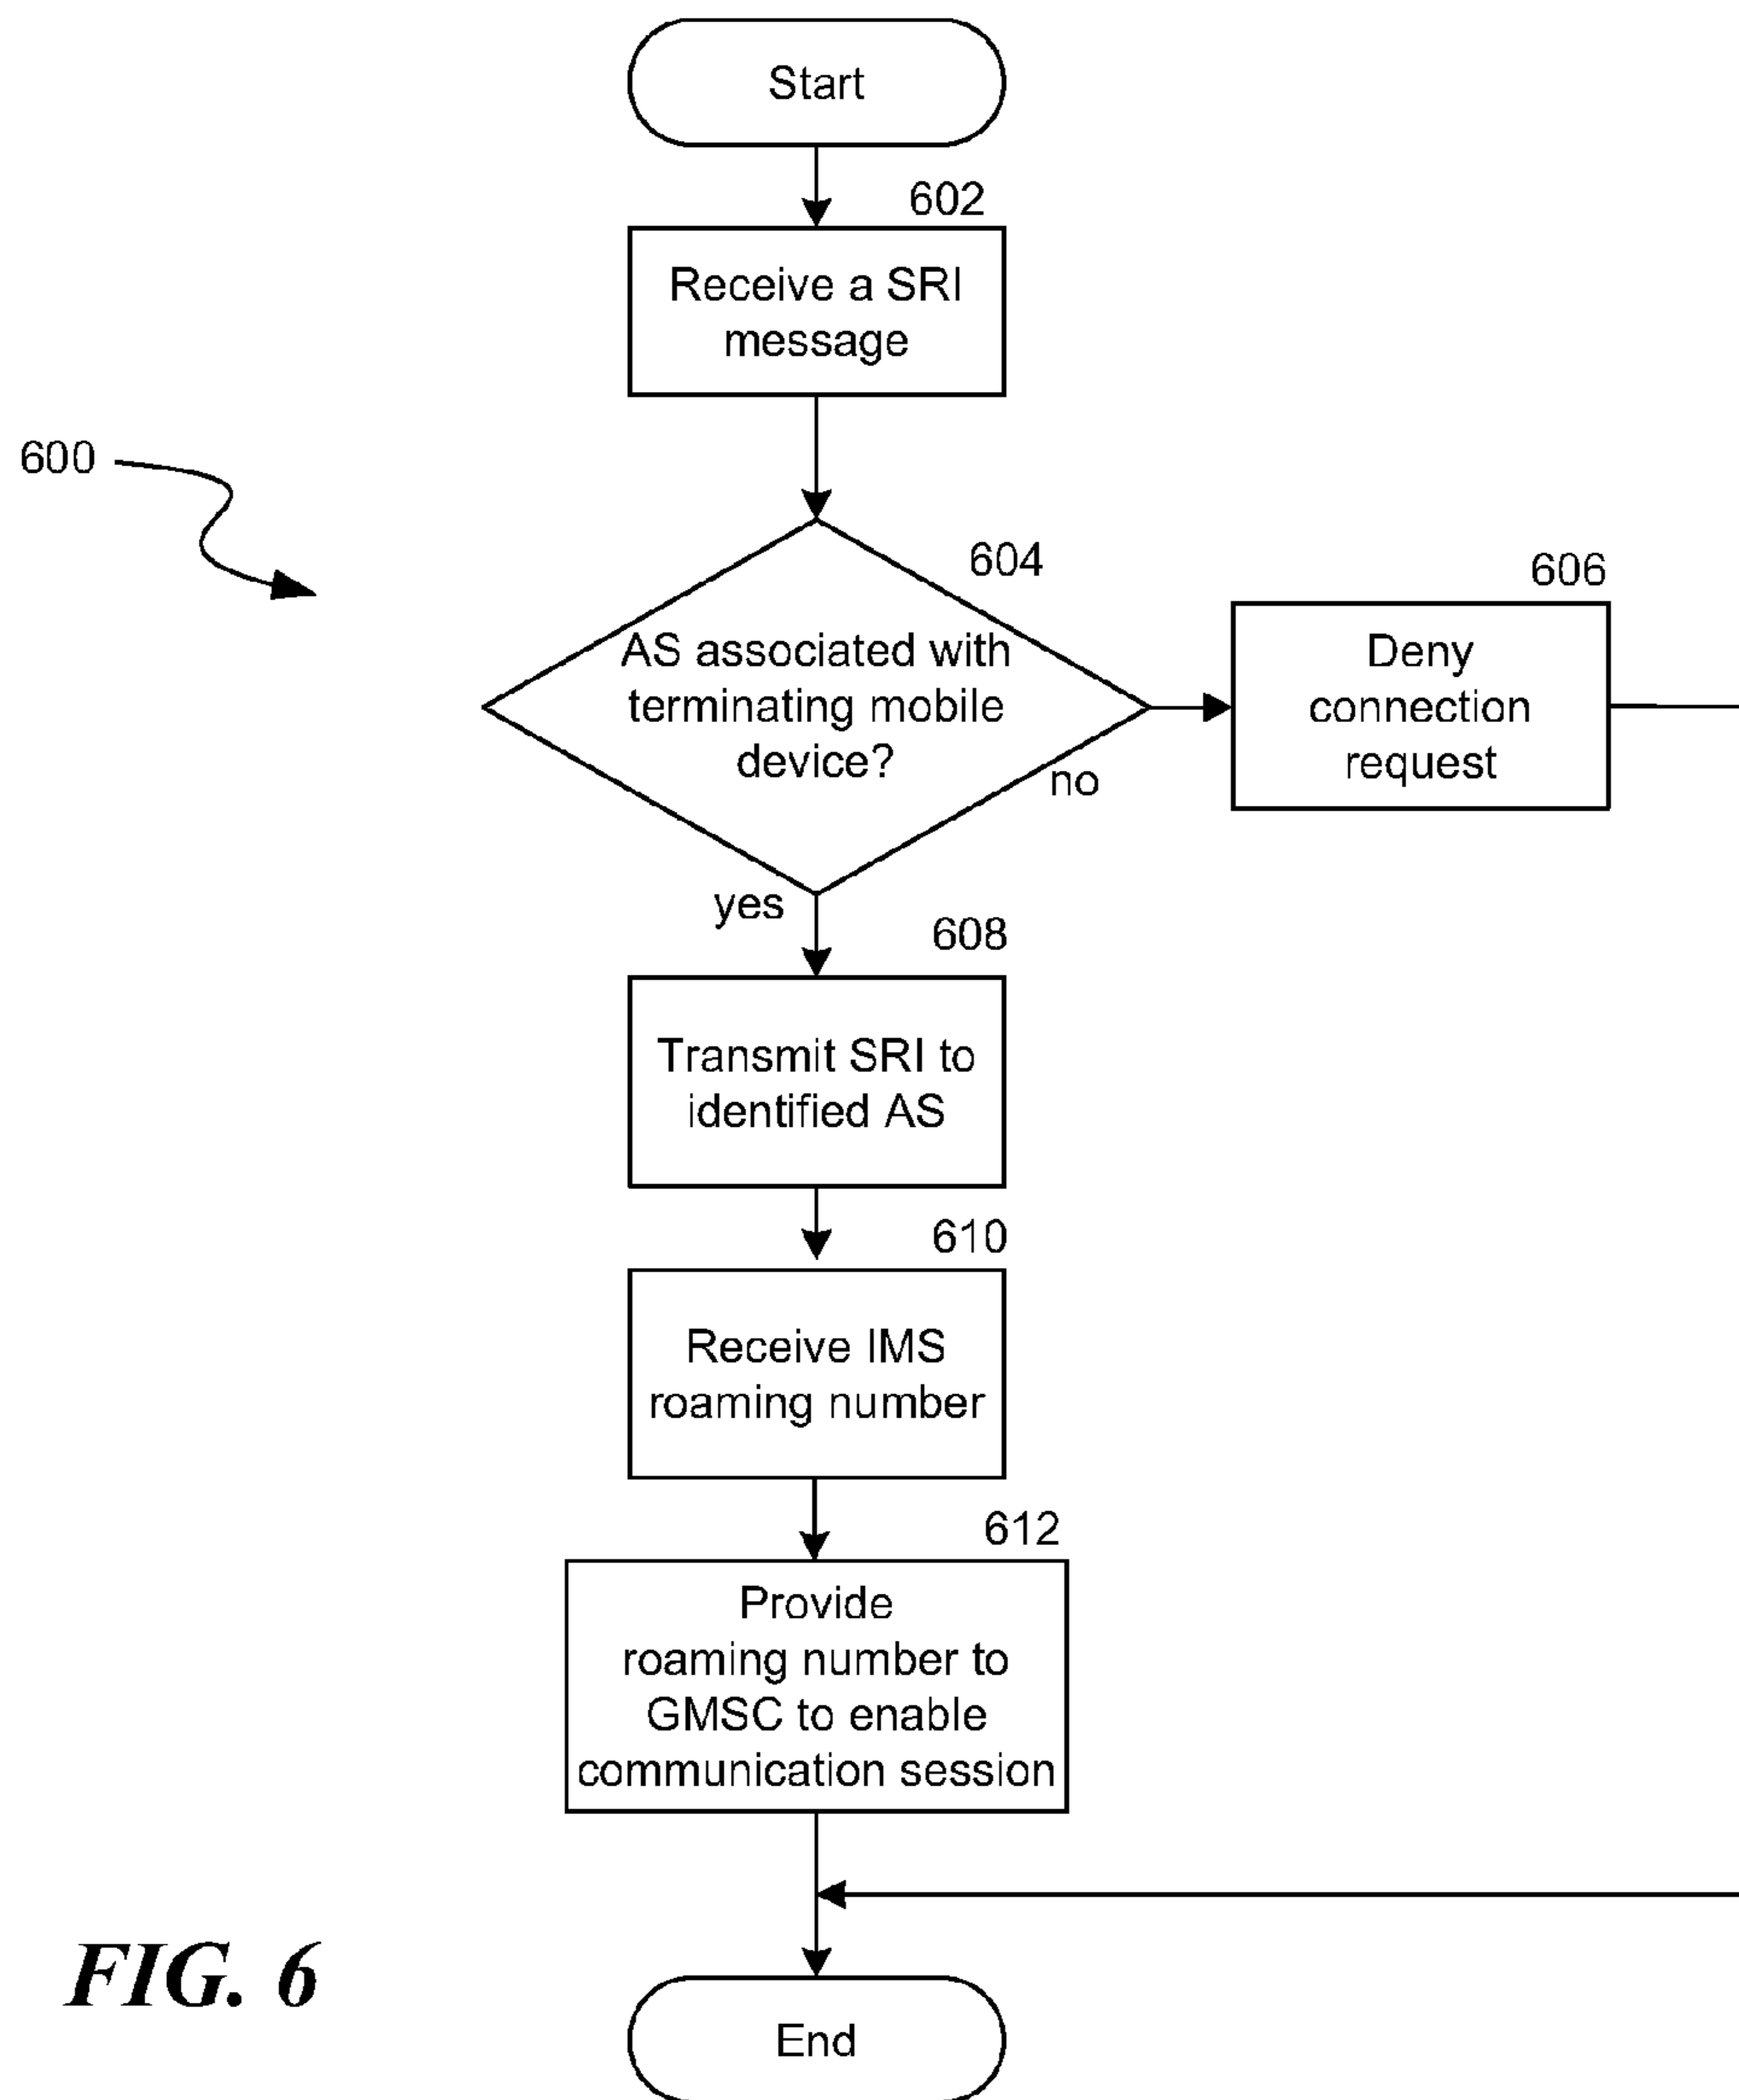 Start
602
Receive a SRI
message
600
604
AS associated with
terminating mobile
device?
no
606
Deny
connection
request
yes
608
Transmit SRI to
identified AS
610
Receive IMS
roaming number
612
Provide
roaming number to
GMSC to enable
communication session
FIG. 6
End